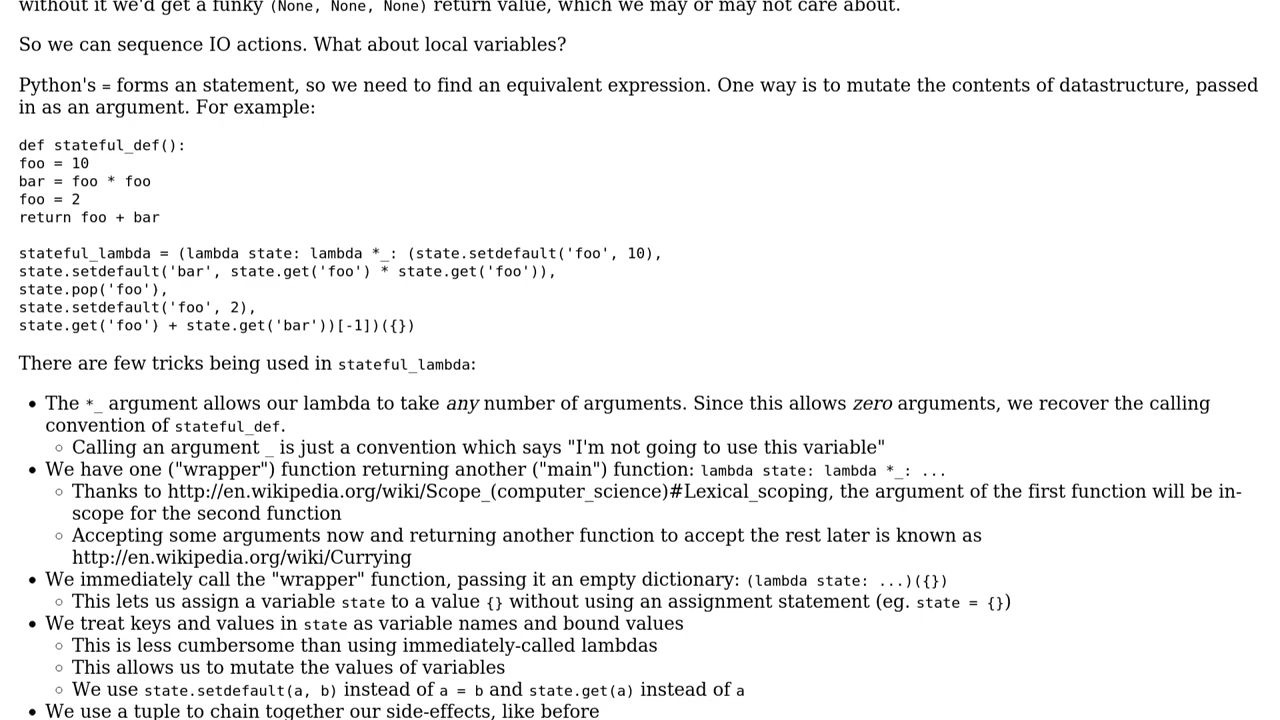 without it we'd get a funky (None, None, None) return value, which we may or may not care about.
So we can sequence IO actions. What about local variables?
Python's = forms an statement, so we need to find an equivalent expression. One way is to mutate the contents of datastructure, passed
in as an argument. For example:
def stateful_def():
foo = 10
bar = foo * foo
foo = 2
return foo + bar
stateful_lambda = (lambda state: lambda *_: (state.setdefault('foo', 10),
state.setdefault('bar', state.get('foo') * state.get('foo')),
state.pop('foo'),
state.setdefault('foo', 2),
state.get('foo') + state.get('bar'))[-1])({})
There are few tricks being used in stateful_lambda:
• The *_ argument allows our lambda to take any number of arguments. Since this allows zero arguments, we recover the calling
convention of stateful_def.
◦ Calling an argument _ is just a convention which says "I'm not going to use this variable"
• We have one ("wrapper") function returning another ("main") function: lambda state: lambda *_: ...
◦ Thanks to http://en.wikipedia.org/wiki/Scope_(computer_science)#Lexical_scoping, the argument of the first function will be in-
scope for the second function
◦ Accepting some arguments now and returning another function to accept the rest later is known as
http://en.wikipedia.org/wiki/Currying
• We immediately call the "wrapper" function, passing it an empty dictionary: (lambda state: ...)({})
◦ This lets us assign a variable state to a value {} without using an assignment statement (eg. state = {})
• We treat keys and values in state as variable names and bound values
◦ This is less cumbersome than using immediately-called lambdas
◦ This allows us to mutate the values of variables
◦ We use state.setdefault(a, b) instead of a = b and state.get(a) instead of a
• We use a tuple to chain together our side-effects, like before